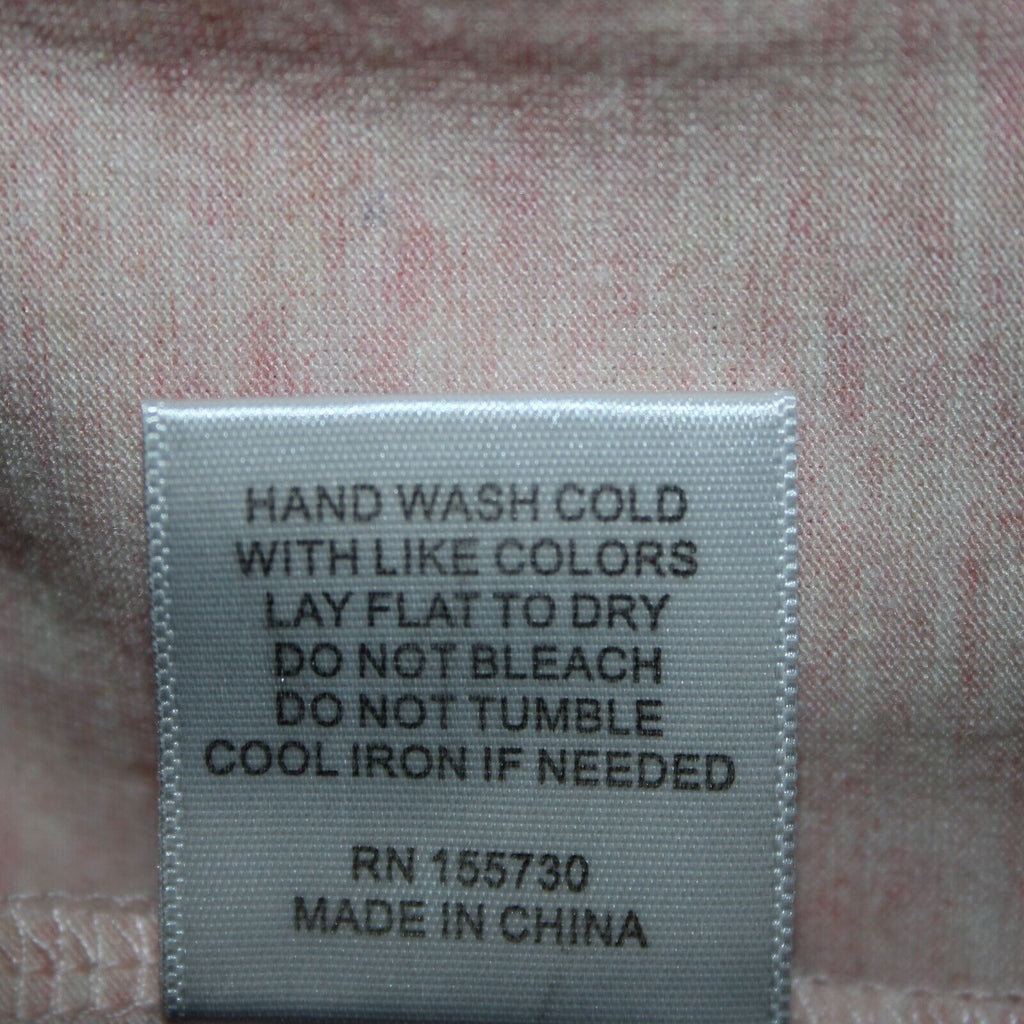 HAND WASH COLD
WITH LIKE COLORS
LAY FLAT TO DRY
DO NOT BLEACH
DO NOT TUMBLE
COOL IRON IF NEEDED
RN 155730
MADE IN CHINA